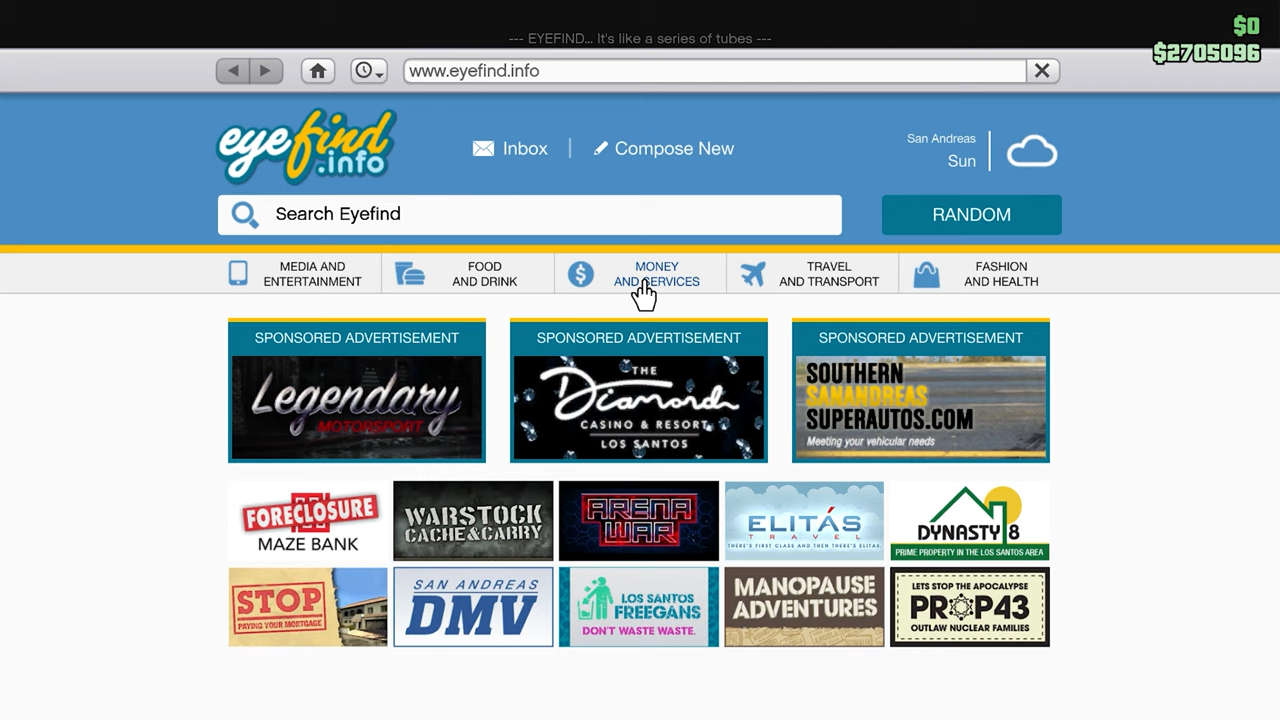 --- EYEFIND... It's like a series of tubes ---
$0
$2705096
www.eyefind.info
eyefind
.info
Inbox
Compose New
San Andreas
Sun
Search Eyefind
RANDOM
MEDIA AND
ENTERTAINMENT
FOOD
AND DRINK
MONEY
AND SERVICES
TRAVEL
AND TRANSPORT
FASHION
AND HEALTH
SPONSORED ADVERTISEMENT
Legendary
MOTORSPORT
SPONSORED ADVERTISEMENT
THE
Diamond
CASINO & RESORT
LOS SANTOS
SPONSORED ADVERTISEMENT
SOUTHERN
SANANDREAS
SUPERAUTOS.COM
Meeting your vehicular needs
FORECLOSURE
MAZE BANK
WARSTOCK
CACHE&CARRY
ARENA
WAR
ELITÁS
TRAVEL
THERE'S FIRST CLASS AND THEN THERE'S ELITAS.
DYNASTY 8
PRIME PROPERTY IN THE LOS SANTOS AREA
STOP
PAYING YOUR MORTGAGE
SAN ANDREAS
DMV
LOS SANTOS
FREEGANS
DON'T WASTE WASTE.
MANOPAUSE
ADVENTURES
LETS STOP THE APOCALYPSE
PROP43
OUTLAW NUCLEAR FAMILIES